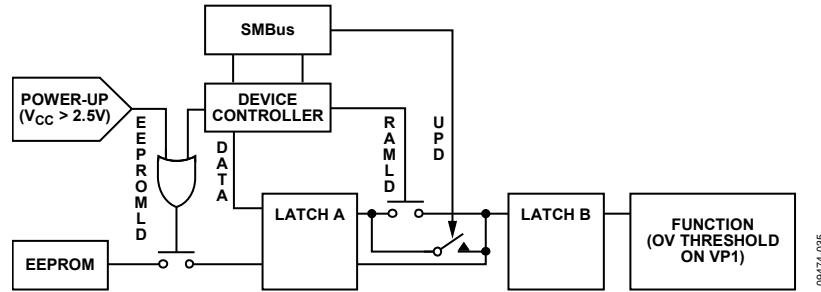 SMBus
POWER-UP
(VCC > 2.5V)
EEPROMLD
DEVICE
CONTROLLER
DATA
RAMLD
UPD
LATCH A
LATCH B
FUNCTION
(OV THRESHOLD
ON VP1)
EEPROM
09474-035